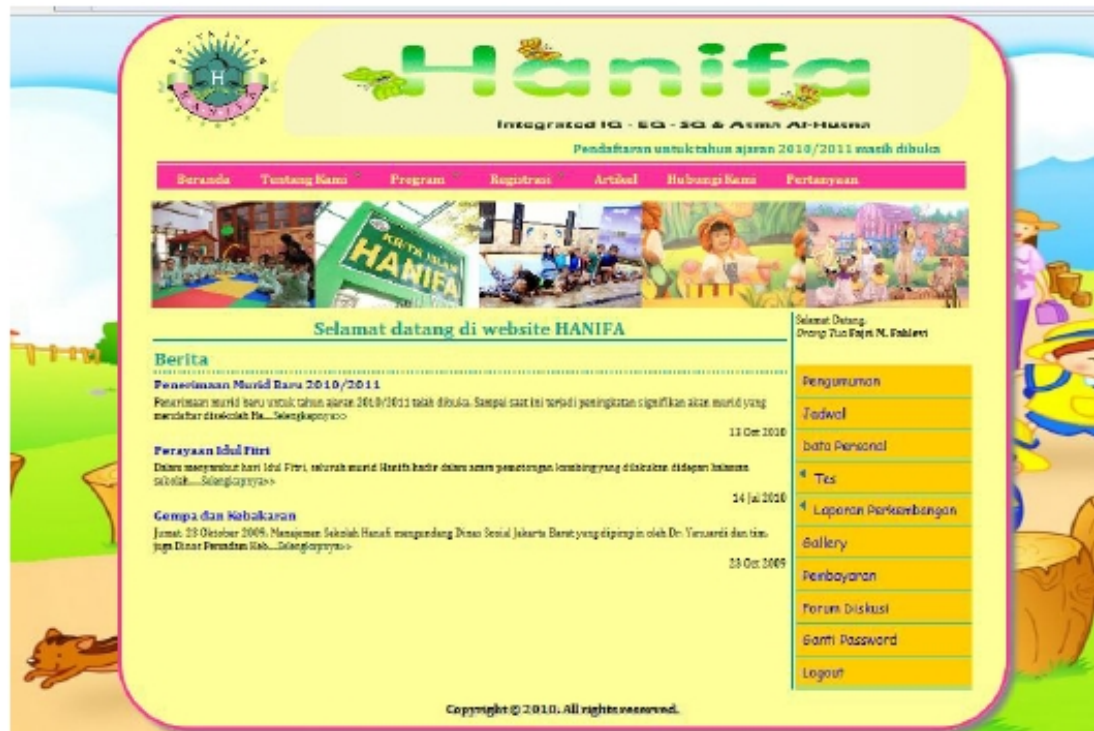 H
HANIFA
Hanifa
Integrated IQ - EQ - SQ & Asma Al-Husna
Pendaftaran untuk tahun ajaran 2010/2011 masih dibuka
Beranda Tentang Kami Program Registrasi Artikel Hubungi Kami Pertanyaan
HANIFA
Selamat datang di website HANIFA
Selamat Datang,
Orang Tua Fajri M. Fahlevi
Berita
Penerimaan Murid Baru 2010/2011
Penerimaan murid baru untuk tahun ajaran 2010/2011 telah dibuka. Sampai saat ini terjadi peningkatan signifikan akan murid yang
mendaftar disekolah Ha....Selengkapnya>>
13 Oct 2010
Perayaan Idul Fitri
Dalam menyambut hari Idul Fitri, seluruh murid Hanifa hadir dalam acara pemotongan kambing yang dilakukan didepan halaman
sekolah....Selengkapnya>>
14 Jul 2010
Gempa dan Kebakaran
Jumat, 23 Oktober 2009, Manajemen Sekolah Hanafi mengundang Dinas Sosial Jakarta Barat yang dipimpin oleh Dr. Yanuardi dan tim,
juga Dinas Pemadam Keb....Selengkapnya>>
23 Oct 2009
Pengumuman
Jadwal
Data Personal
Tes
Laporan Perkembangan
Gallery
Pembayaran
Forum Diskusi
Ganti Password
Logout
Copyright © 2010. All rights reserved.